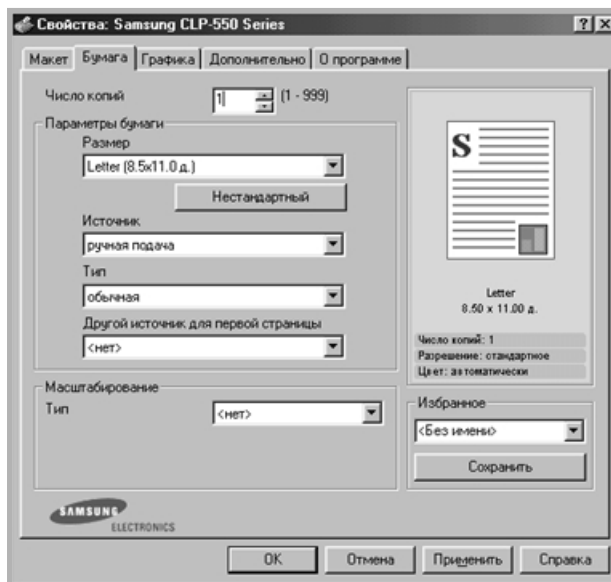 Свойства: Samsung CLP-550 Series
Макет Бумага Графика Дополнительно О программе
Число копий 1 (1 - 999)
Параметры бумаги
Размер
Letter (8.5x11.0 д.)
Нестандартный
Источник
ручная подача
Тип
обычная
Другой источник для первой страницы
<нет>
Масштабирование
Тип <нет>
S
Letter
8.50 x 11.00 д.
Число копий: 1
Разрешение: стандартное
Цвет: автоматически
Избранное
<Без имени>
Сохранить
SAMSUNG
ELECTRONICS
OK Отмена Применить Справка